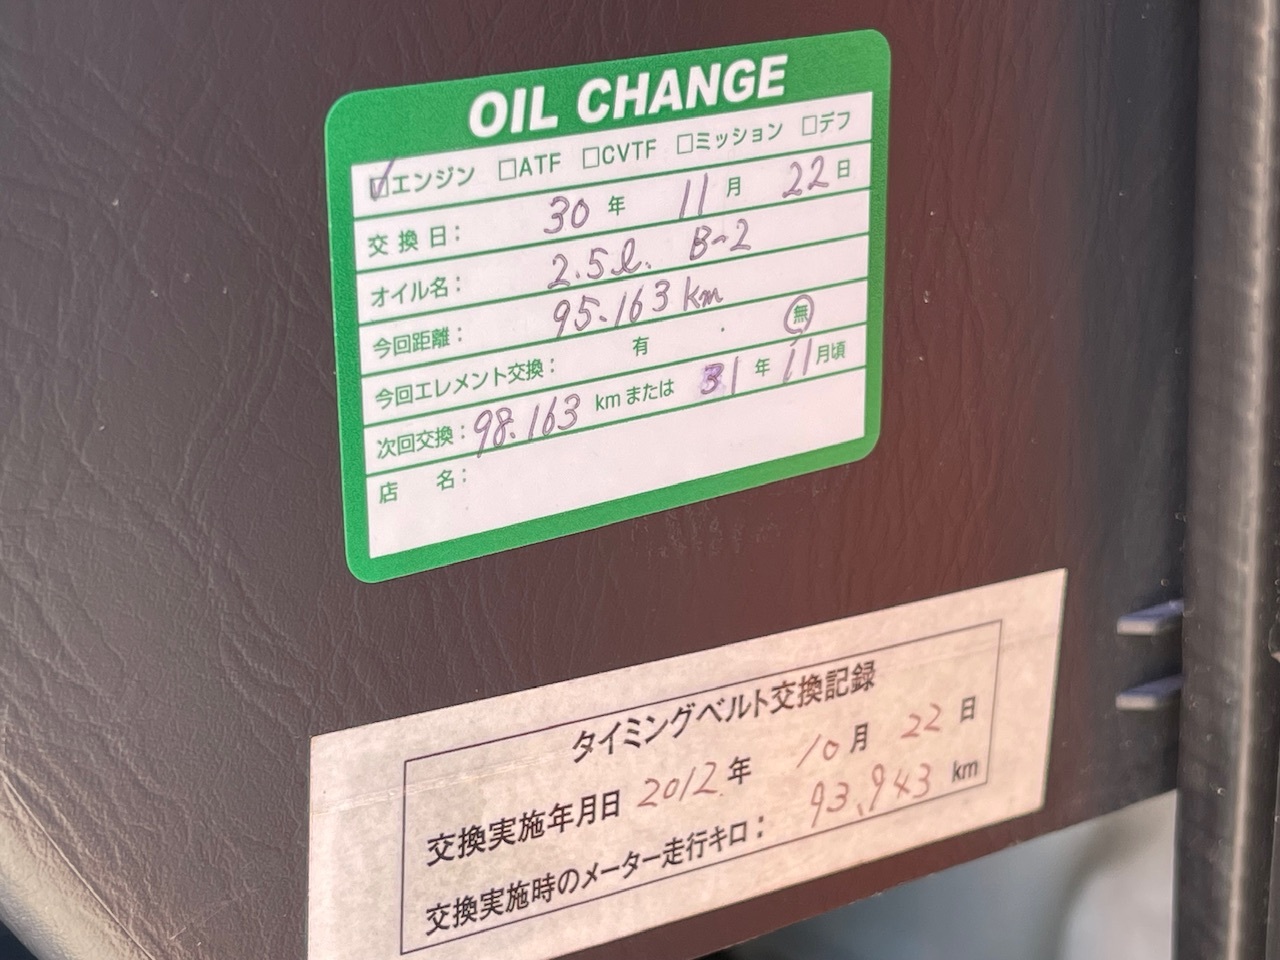 OIL CHANGE
☑エンジン □ATF □CVTF □ミッション □デフ
交換日： 30 年 11 月 22 日
オイル名： 2.5ℓ. B-2
今回距離： 95.163 km
今回エレメント交換： 有 ・ 無
次回交換：98.163 kmまたは 31 年 11 月頃
店 名：
タイミングベルト交換記録
交換実施年月日 2012 年 10 月 22 日
交換実施時のメーター走行キロ： 93,943 km